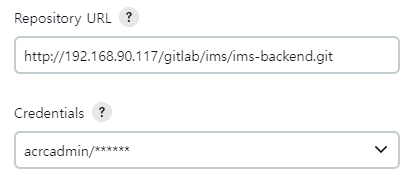 Repository URL ?
http://192.168.90.117/gitlab/ims/ims-backend.git
Credentials ?
acrcadmin/******